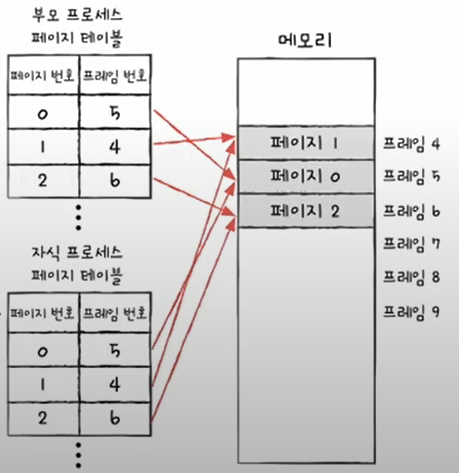 부모 프로세스
페이지 테이블
페이지 번호 프레임 번호
0 5
1 4
2 6
메모리
페이지 1 프레임 4
페이지 0 프레임 5
페이지 2 프레임 6
프레임 7
프레임 8
프레임 9
자식 프로세스
페이지 테이블
페이지 번호 프레임 번호
0 5
1 4
2 6